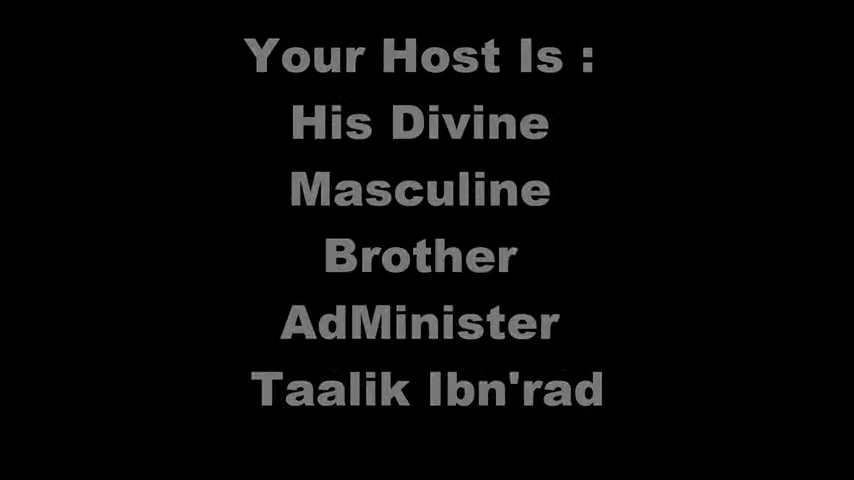 Your Host Is :
His Divine
Masculine
Brother
AdMinister
Taalik Ibn'rad